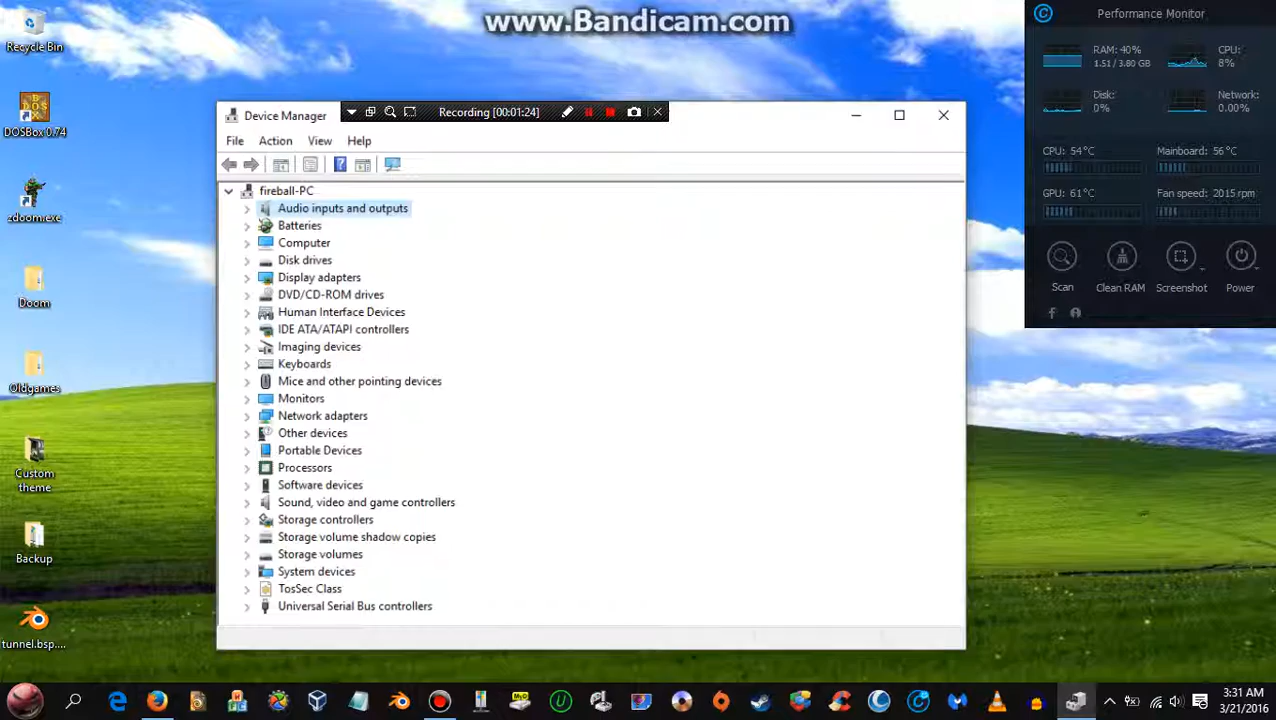 www.Bandicam.com
Recycle Bin
DOSBox 0.74
zdoom.exe
Doom
Oldgames
Custom
theme
Backup
tunnel.bsp....
Device Manager
Recording [00:01:24]
File Action View Help
fireball-PC
Audio inputs and outputs
Batteries
Computer
Disk drives
Display adapters
DVD/CD-ROM drives
Human Interface Devices
IDE ATA/ATAPI controllers
Imaging devices
Keyboards
Mice and other pointing devices
Monitors
Network adapters
Other devices
Portable Devices
Processors
Software devices
Sound, video and game controllers
Storage controllers
Storage volume shadow copies
Storage volumes
System devices
TosSec Class
Universal Serial Bus controllers
Performance Monitor
RAM: 40%
1.51 / 3.80 GB
CPU:
8%
Disk:
0%
Network:
0.00%
CPU: 54°C
Mainboard: 56°C
GPU: 61°C
Fan speed: 2015 rpm
Scan
Clean RAM
Screenshot
Power
3:31 AM
3/21/2016